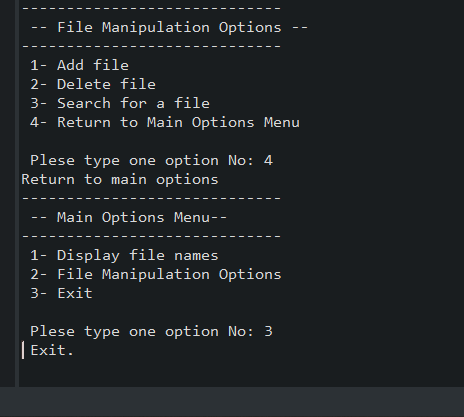 -----------------------------
-- File Manipulation Options --
-----------------------------
1- Add file
2- Delete file
3- Search for a file
4- Return to Main Options Menu
Plese type one option No: 4
Return to main options
-----------------------------
-- Main Options Menu--
-----------------------------
1- Display file names
2- File Manipulation Options
3- Exit
Plese type one option No: 3
Exit.